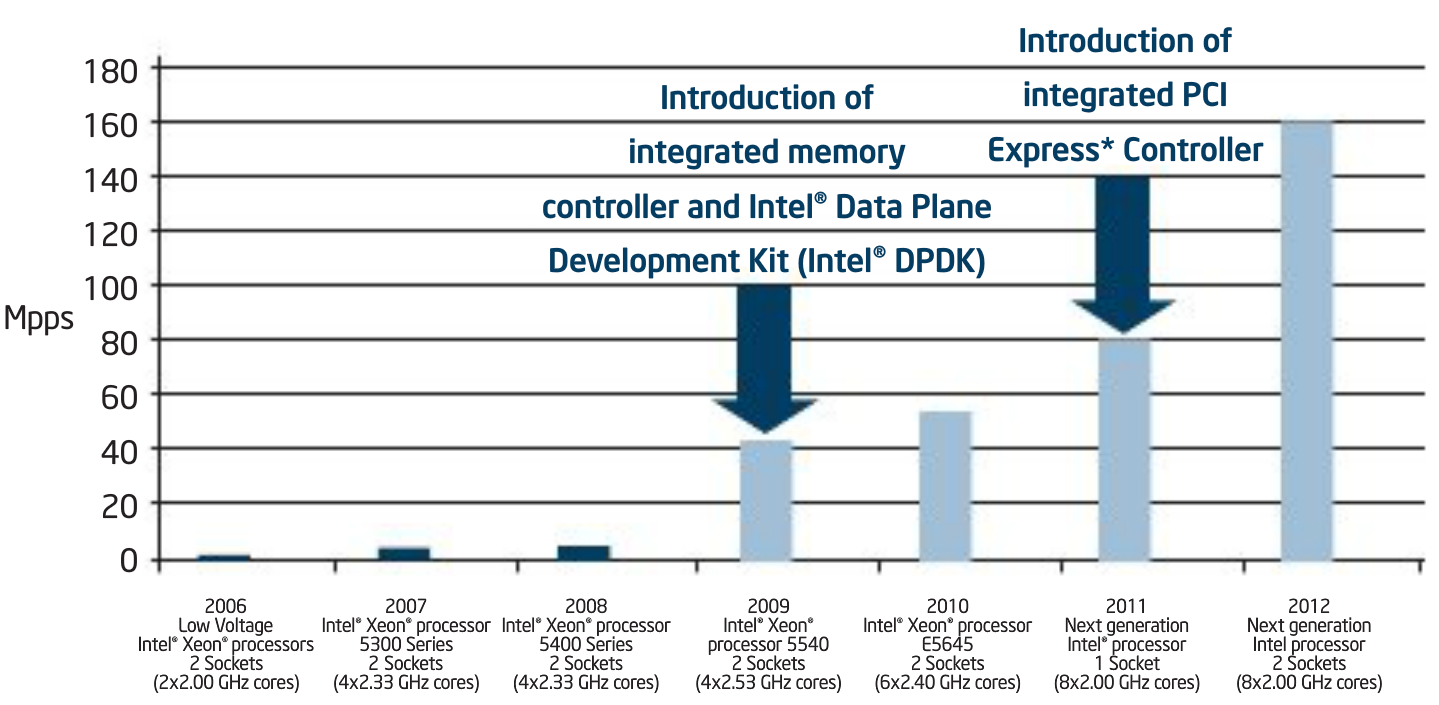 Introduction of
integrated PCI
Express* Controller
Introduction of
integrated memory
controller and Intel® Data Plane
Development Kit (Intel® DPDK)
Mpps
180
160
140
120
100
80
60
40
20
0
2006
Low Voltage
Intel® Xeon® processors
2 Sockets
(2x2.00 GHz cores)
2007
Intel® Xeon® processor
5300 Series
2 Sockets
(4x2.33 GHz cores)
2008
Intel® Xeon® processor
5400 Series
2 Sockets
(4x2.33 GHz cores)
2009
Intel® Xeon®
processor 5540
2 Sockets
(4x2.53 GHz cores)
2010
Intel® Xeon® processor
E5645
2 Sockets
(6x2.40 GHz cores)
2011
Next generation
Intel® processor
1 Socket
(8x2.00 GHz cores)
2012
Next generation
Intel processor
2 Sockets
(8x2.00 GHz cores)